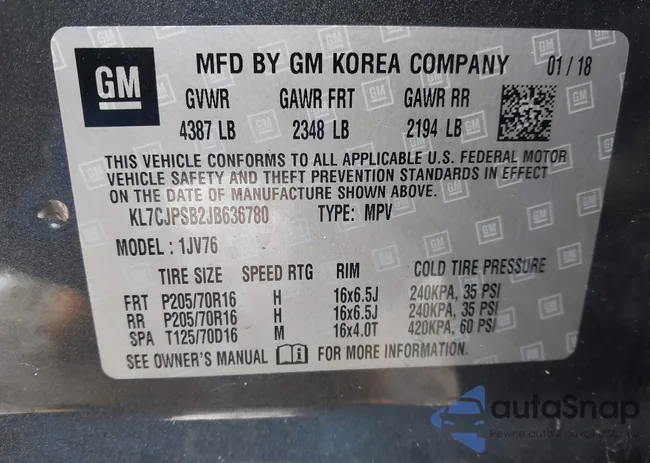 GM
MFD BY GM KOREA COMPANY 01 / 18
GVWR GAWR FRT GAWR RR
4387 LB 2348 LB 2194 LB
THIS VEHICLE CONFORMS TO ALL APPLICABLE U.S. FEDERAL MOTOR
VEHICLE SAFETY AND THEFT PREVENTION STANDARDS IN EFFECT
ON THE DATE OF MANUFACTURE SHOWN ABOVE.
KL7CJPSB2JB636780 TYPE: MPV
MODEL : 1JV76
TIRE SIZE SPEED RTG RIM COLD TIRE PRESSURE
FRT P205/70R16 H 16x6.5J 240KPA, 35 PSI
RR P205/70R16 H 16x6.5J 240KPA, 35 PSI
SPA T125/70D16 M 16x4.0T 420KPA, 60 PSI
SEE OWNER'S MANUAL FOR MORE INFORMATION.
autaSnap
Pewne auta z